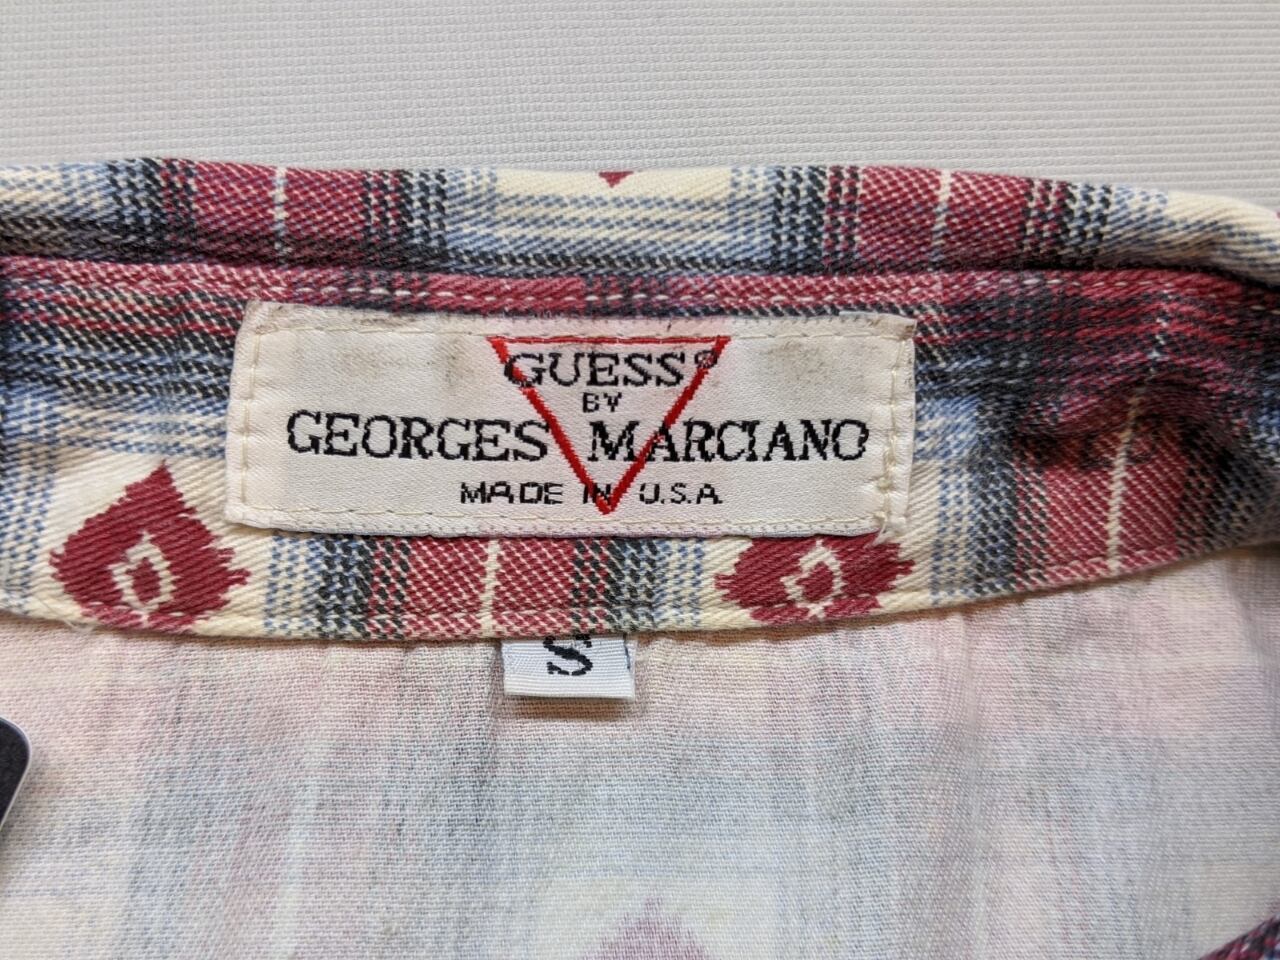 GUESS®
BY
GEORGES MARCIANO
MADE IN U.S.A.
S